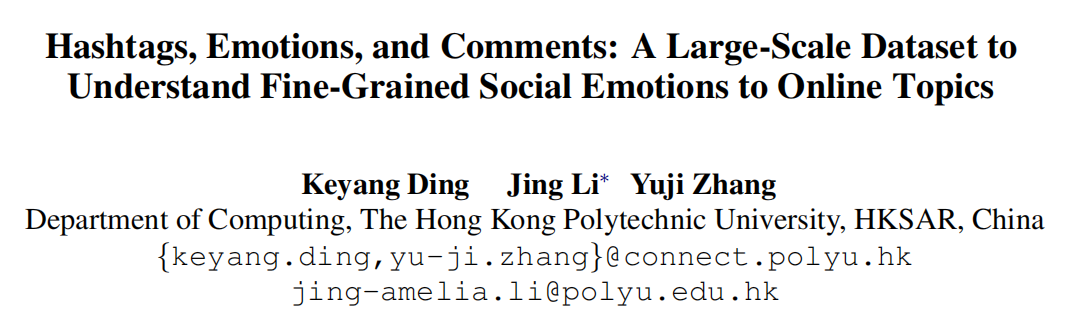 Hashtags, Emotions, and Comments: A Large-Scale Dataset to
Understand Fine-Grained Social Emotions to Online Topics
Keyang Ding Jing Li* Yuji Zhang
Department of Computing, The Hong Kong Polytechnic University, HKSAR, China
{keyang.ding,yu-ji.zhang}@connect.polyu.hk
jing-amelia.li@polyu.edu.hk